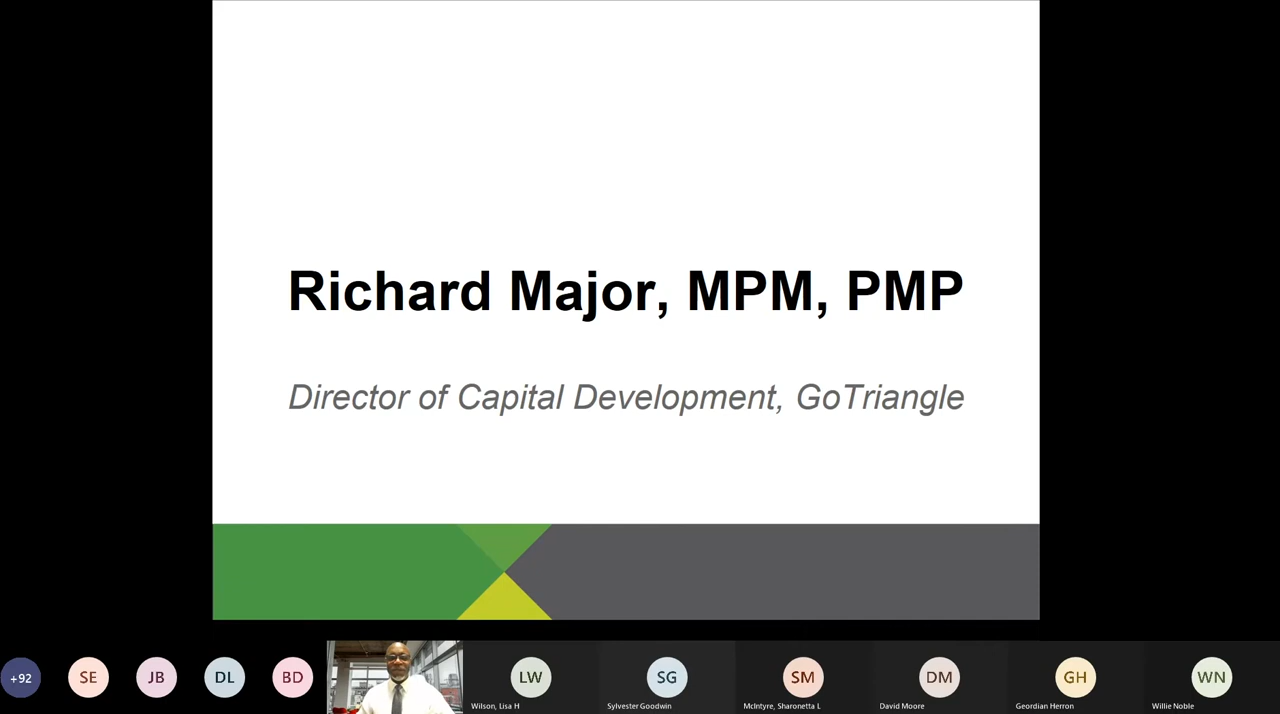 Richard Major, MPM, PMP
Director of Capital Development, GoTriangle
+92
SE
JB
DL
BD
LW
SG
SM
DM
GH
WN
Wilson, Lisa H
Sylvester Goodwin
McIntyre, Sharonetta L
David Moore
Geordian Herron
Willie Noble